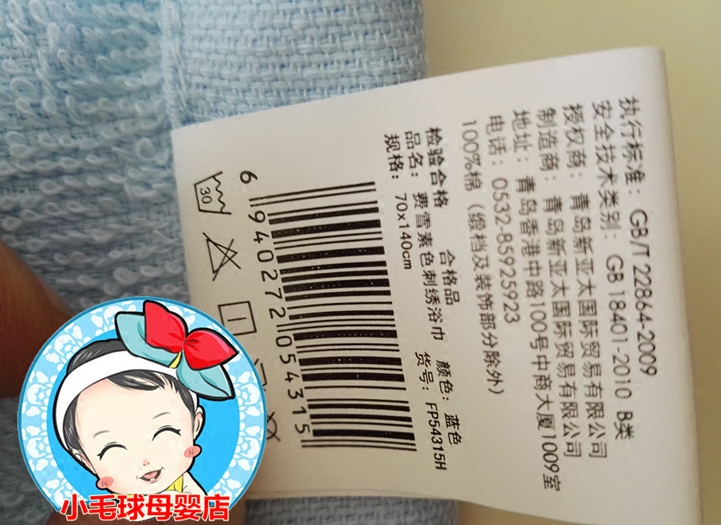 执行标准：GB/T 22864-2009
安全技术类别：GB 18401-2010 B类
授权商：青岛新亚太国际贸易有限公司
制造商：青岛新亚太国际贸易有限公司
地址：青岛香港中路100号中商大厦1009室
电话：0532-85925923
100%棉（缎档及装饰部分除外）
检验合格 合格品 颜色：蓝色
品名：费雪素色刺绣浴巾 货号：FP54315H
规格：70x140cm
6 940272 054315
30
小毛球母婴店